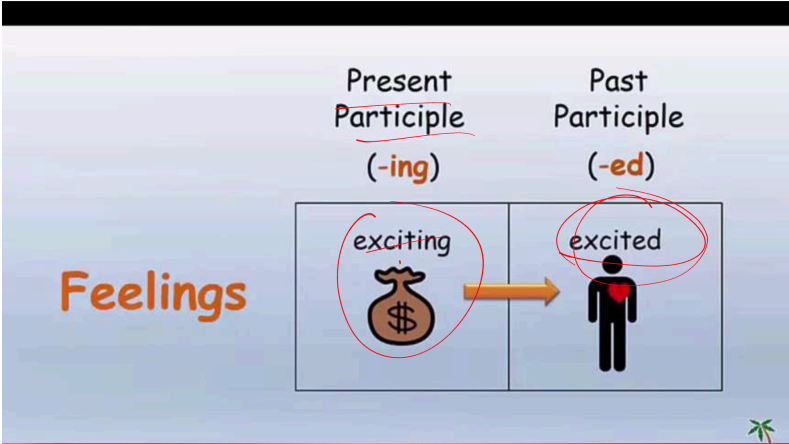 Present Past
Participle Participle
(-ing) (-ed)
exciting excited
Feelings
$